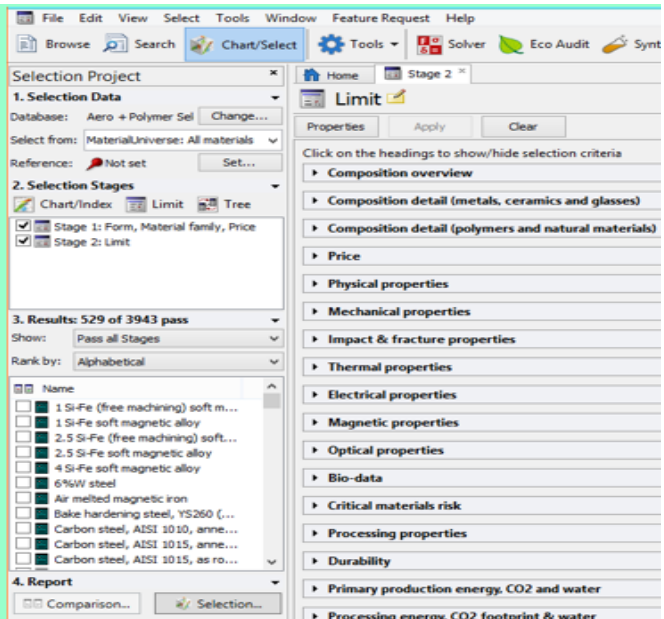 File Edit View Select Tools Window Feature Request Help
Browse Search Chart/Select Tools Solver Eco Audit Synt
Selection Project
Home Stage 2
1. Selection Data
Database: Aero + Polymer Sel Change...
Select from: MaterialUniverse: All materials
Reference: Not set Set...
2. Selection Stages
Chart/Index Limit Tree
Stage 1: Form, Material family, Price
Stage 2: Limit
3. Results: 529 of 3943 pass
Show: Pass all Stages
Rank by: Alphabetical
Name
1 Si-Fe (free machining) soft m...
1 Si-Fe soft magnetic alloy
2.5 Si-Fe (free machining) soft...
2.5 Si-Fe soft magnetic alloy
4 Si-Fe soft magnetic alloy
6%W steel
Air melted magnetic iron
Bake hardening steel, YS260 (...
Carbon steel, AISI 1010, anne...
Carbon steel, AISI 1015, anne...
Carbon steel, AISI 1015, as ro...
4. Report
Comparison... Selection...
Limit
Properties Apply Clear
Click on the headings to show/hide selection criteria
Composition overview
Composition detail (metals, ceramics and glasses)
Composition detail (polymers and natural materials)
Price
Physical properties
Mechanical properties
Impact & fracture properties
Thermal properties
Electrical properties
Magnetic properties
Optical properties
Bio-data
Critical materials risk
Processing properties
Durability
Primary production energy, CO2 and water
Processing energy, CO2 footprint & water